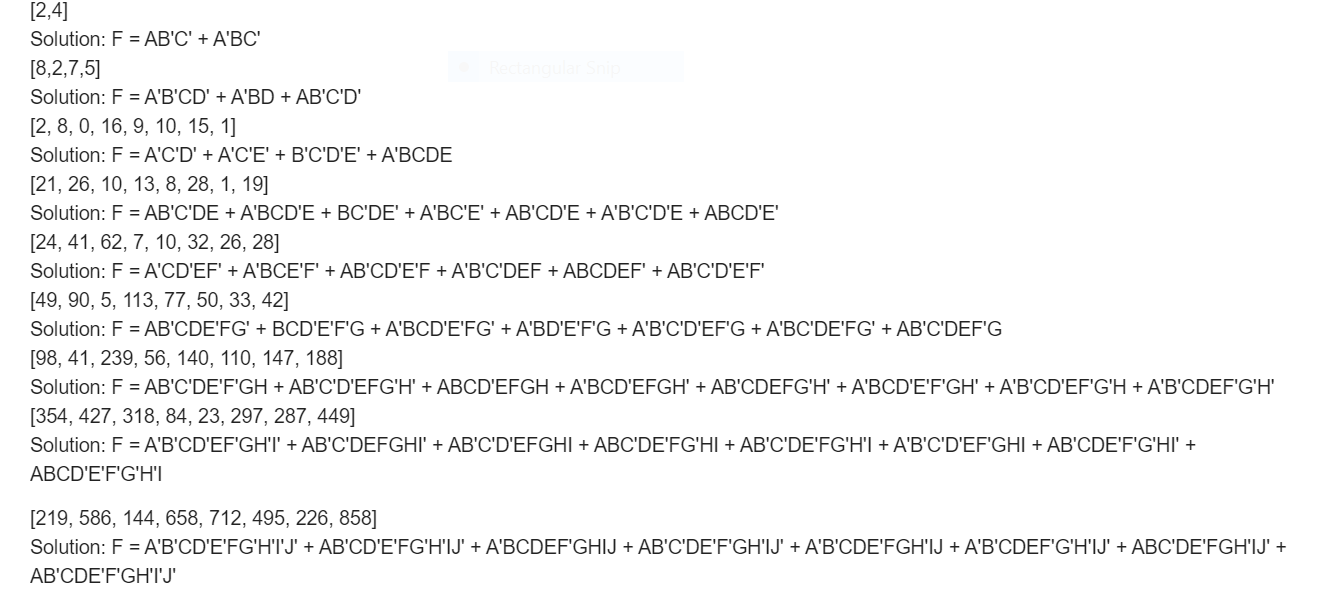 [2,4]
Solution: F = AB'C' + A'BC'
[8,2,7,5]
Solution: F = A'B'CD' + A'BD + AB'C'D'
[2, 8, 0, 16, 9, 10, 15, 1]
Solution: F = A'C'D' + A'C'E' + B'C'D'E' + A'BCDE
[21, 26, 10, 13, 8, 28, 1, 19]
Solution: F = AB'C'DE + A'BCD'E + BC'DE' + A'BC'E' + AB'CD'E + A'B'C'D'E + ABCD'E'
[24, 41, 62, 7, 10, 32, 26, 28]
Solution: F = A'CD'EF' + A'BCE'F' + AB'CD'E'F + A'B'C'DEF + ABCDEF' + AB'C'D'E'F'
[49, 90, 5, 113, 77, 50, 33, 42]
Solution: F = AB'CDE'FG' + BCD'E'F'G + A'BCD'E'FG' + A'BD'E'F'G + A'B'C'D'EF'G + A'BC'DE'FG' + AB'C'DEF'G
[98, 41, 239, 56, 140, 110, 147, 188]
Solution: F = AB'C'DE'F'GH + AB'C'D'EFG'H' + ABCD'EFGH + A'BCD'EFGH' + AB'CDEFG'H' + A'BCD'E'F'GH' + A'B'CD'EF'G'H + A'B'CDEF'G'H'
[354, 427, 318, 84, 23, 297, 287, 449]
Solution: F = A'B'CD'EF'GH'I' + AB'C'DEFGHI' + AB'C'D'EFGHI + ABC'DE'FG'HI + AB'C'DE'FG'H'I + A'B'C'D'EF'GHI + AB'CDE'F'G'HI' +
ABCD'E'F'G'H'I
[219, 586, 144, 658, 712, 495, 226, 858]
Solution: F = A'B'CD'E'FG'H'I'J' + AB'CD'E'FG'H'IJ' + A'BCDEF'GHIJ + AB'C'DE'F'GH'IJ' + A'B'CDE'FGH'IJ + A'B'CDEF'G'H'IJ' + ABC'DE'FGH'IJ' +
AB'CDE'F'GH'I'J'
Rectangular Snip